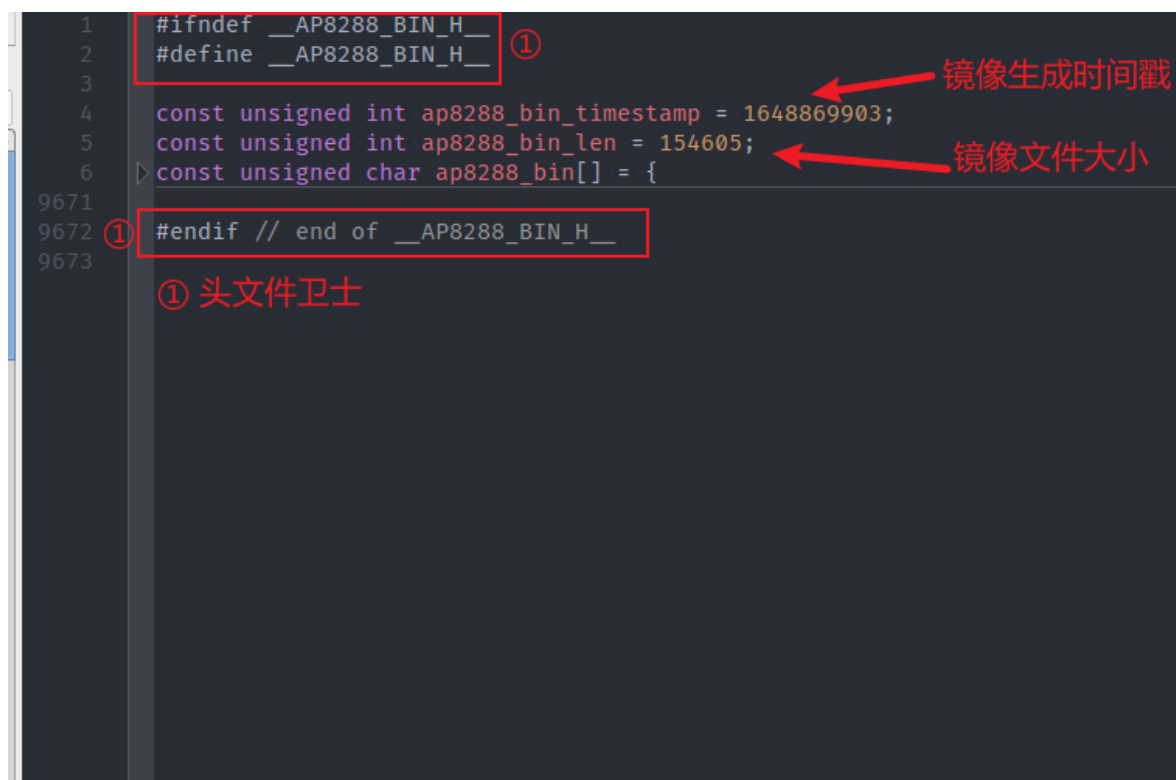 1 #ifndef __AP8288_BIN_H__ ①
2 #define __AP8288_BIN_H__
3 镜像生成时间戳
4 const unsigned int ap8288_bin_timestamp = 1648869903;
5 const unsigned int ap8288_bin_len = 154605; 镜像文件大小
6 const unsigned char ap8288_bin[] = {
9671
9672 ① #endif // end of __AP8288_BIN_H__
9673
① 头文件卫士